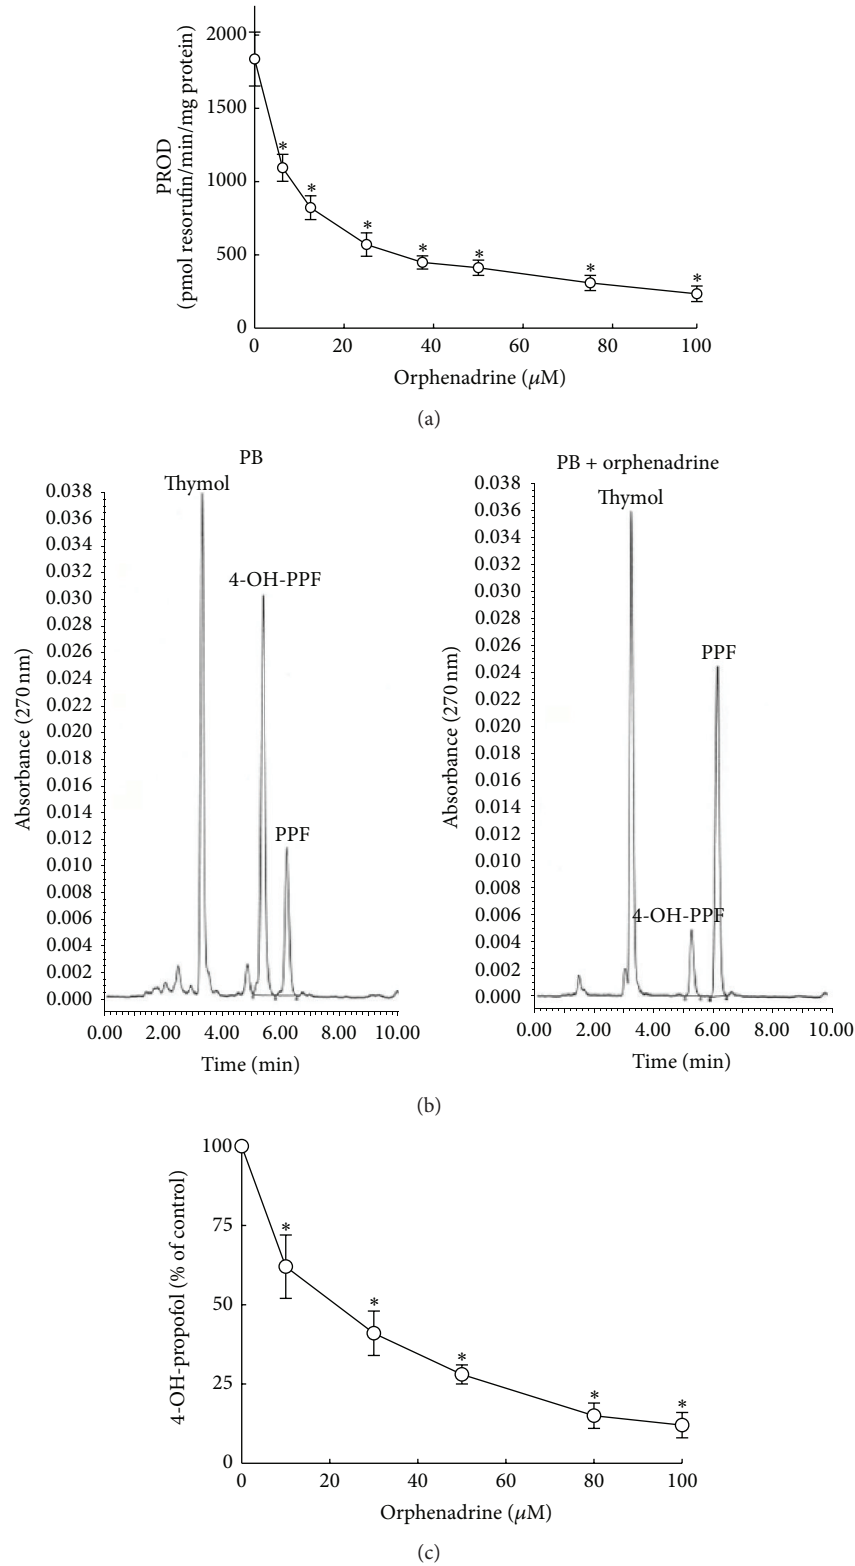 2000
1500
1000
500
0
PROD
(pmol resorufin/min/mg protein)
* * * * * * *
0 20 40 60 80 100
Orphenadrine (μM)
(a)
PB
Thymol
4-OH-PPF
PPF
0.038
0.036
0.034
0.032
0.030
0.028
0.026
0.024
0.022
0.020
0.018
0.016
0.014
0.012
0.010
0.008
0.006
0.004
0.002
0.000
Absorbance (270 nm)
0.00 2.00 4.00 6.00 8.00 10.00
Time (min)
PB + orphenadrine
Thymol
PPF
4-OH-PPF
0.038
0.036
0.034
0.032
0.030
0.028
0.026
0.024
0.022
0.020
0.018
0.016
0.014
0.012
0.010
0.008
0.006
0.004
0.002
0.000
Absorbance (270 nm)
0.00 2.00 4.00 6.00 8.00 10.00
Time (min)
(b)
100
75
50
25
0
4-OH-propofol (% of control)
* * * * *
0 20 40 60 80 100
Orphenadrine (μM)
(c)